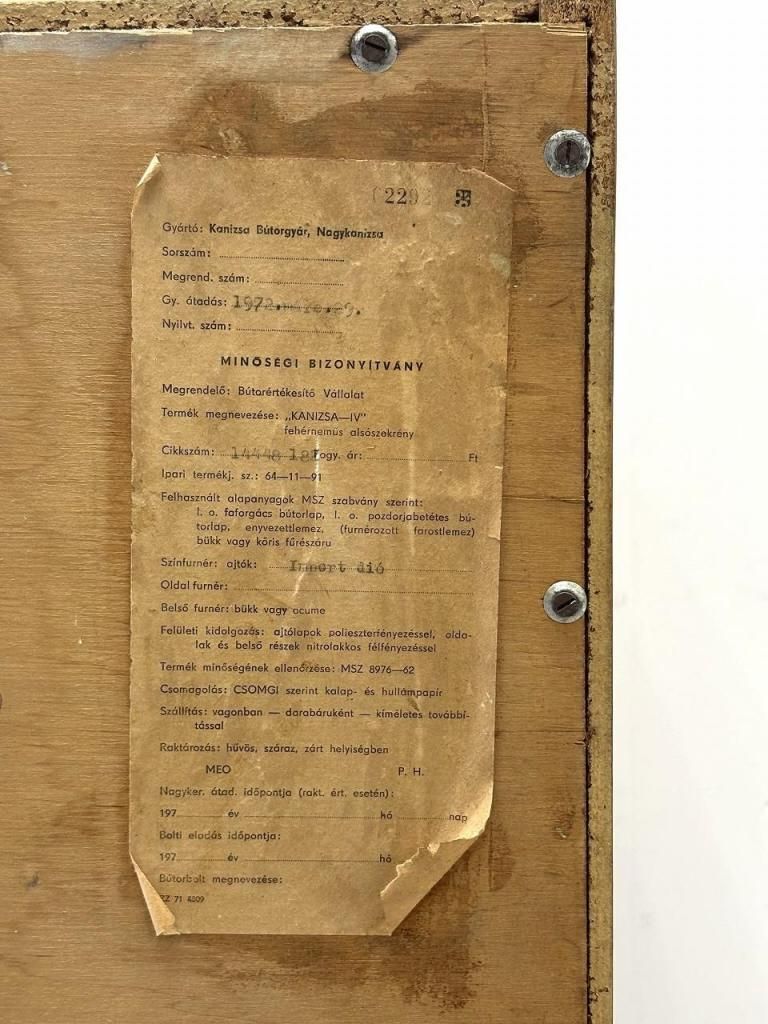 229
Gyártó: Kanizsa Bútorgyár, Nagykanizsa
Sorszám:
Megrend. szám:
Gy. átadás: 1972.
Nyilvt. szám:
MINŐSÉGI BIZONYÍTVÁNY
Megrendelő: Bútorértékesítő Vállalat
Termék megnevezése: „KANIZSA—IV"
fehérneműs alsószekrény
Cikkszám: 14448 Fogy. ár: Ft
Ipari termékj. sz.: 64—11—91
Felhasznált alapanyagok MSZ szabvány szerint:
I. o. faforgács bútorlap, I. o. pozdorjabetétes bú-
torlap, enyvezettlemez, (furnérozott farostlemez)
bükk vagy kőris fűrészáru
Színfurnér: ajtók: Import dió
Oldal furnér:
Belső furnér: bükk vagy ocume
Felületi kidolgozás: ajtólapok polieszterfényezéssel, olda-
lak és belső részek nitrolakkos félfényezéssel
Termék minőségének ellenőrzése: MSZ 8976—62
Csomagolás: CSOMGI szerint kalap- és hullámpapír
Szállítás: vagonban — darabáruként — kíméletes továbbí-
tással
Raktározás: hűvös, száraz, zárt helyiségben
MEO P. H.
Nagyker. átad. időpontja (rakt. ért. esetén):
197 év hó nap
Bolti eladás időpontja:
197 év hó
Bútorbolt megnevezése:
ZZ 71 4809